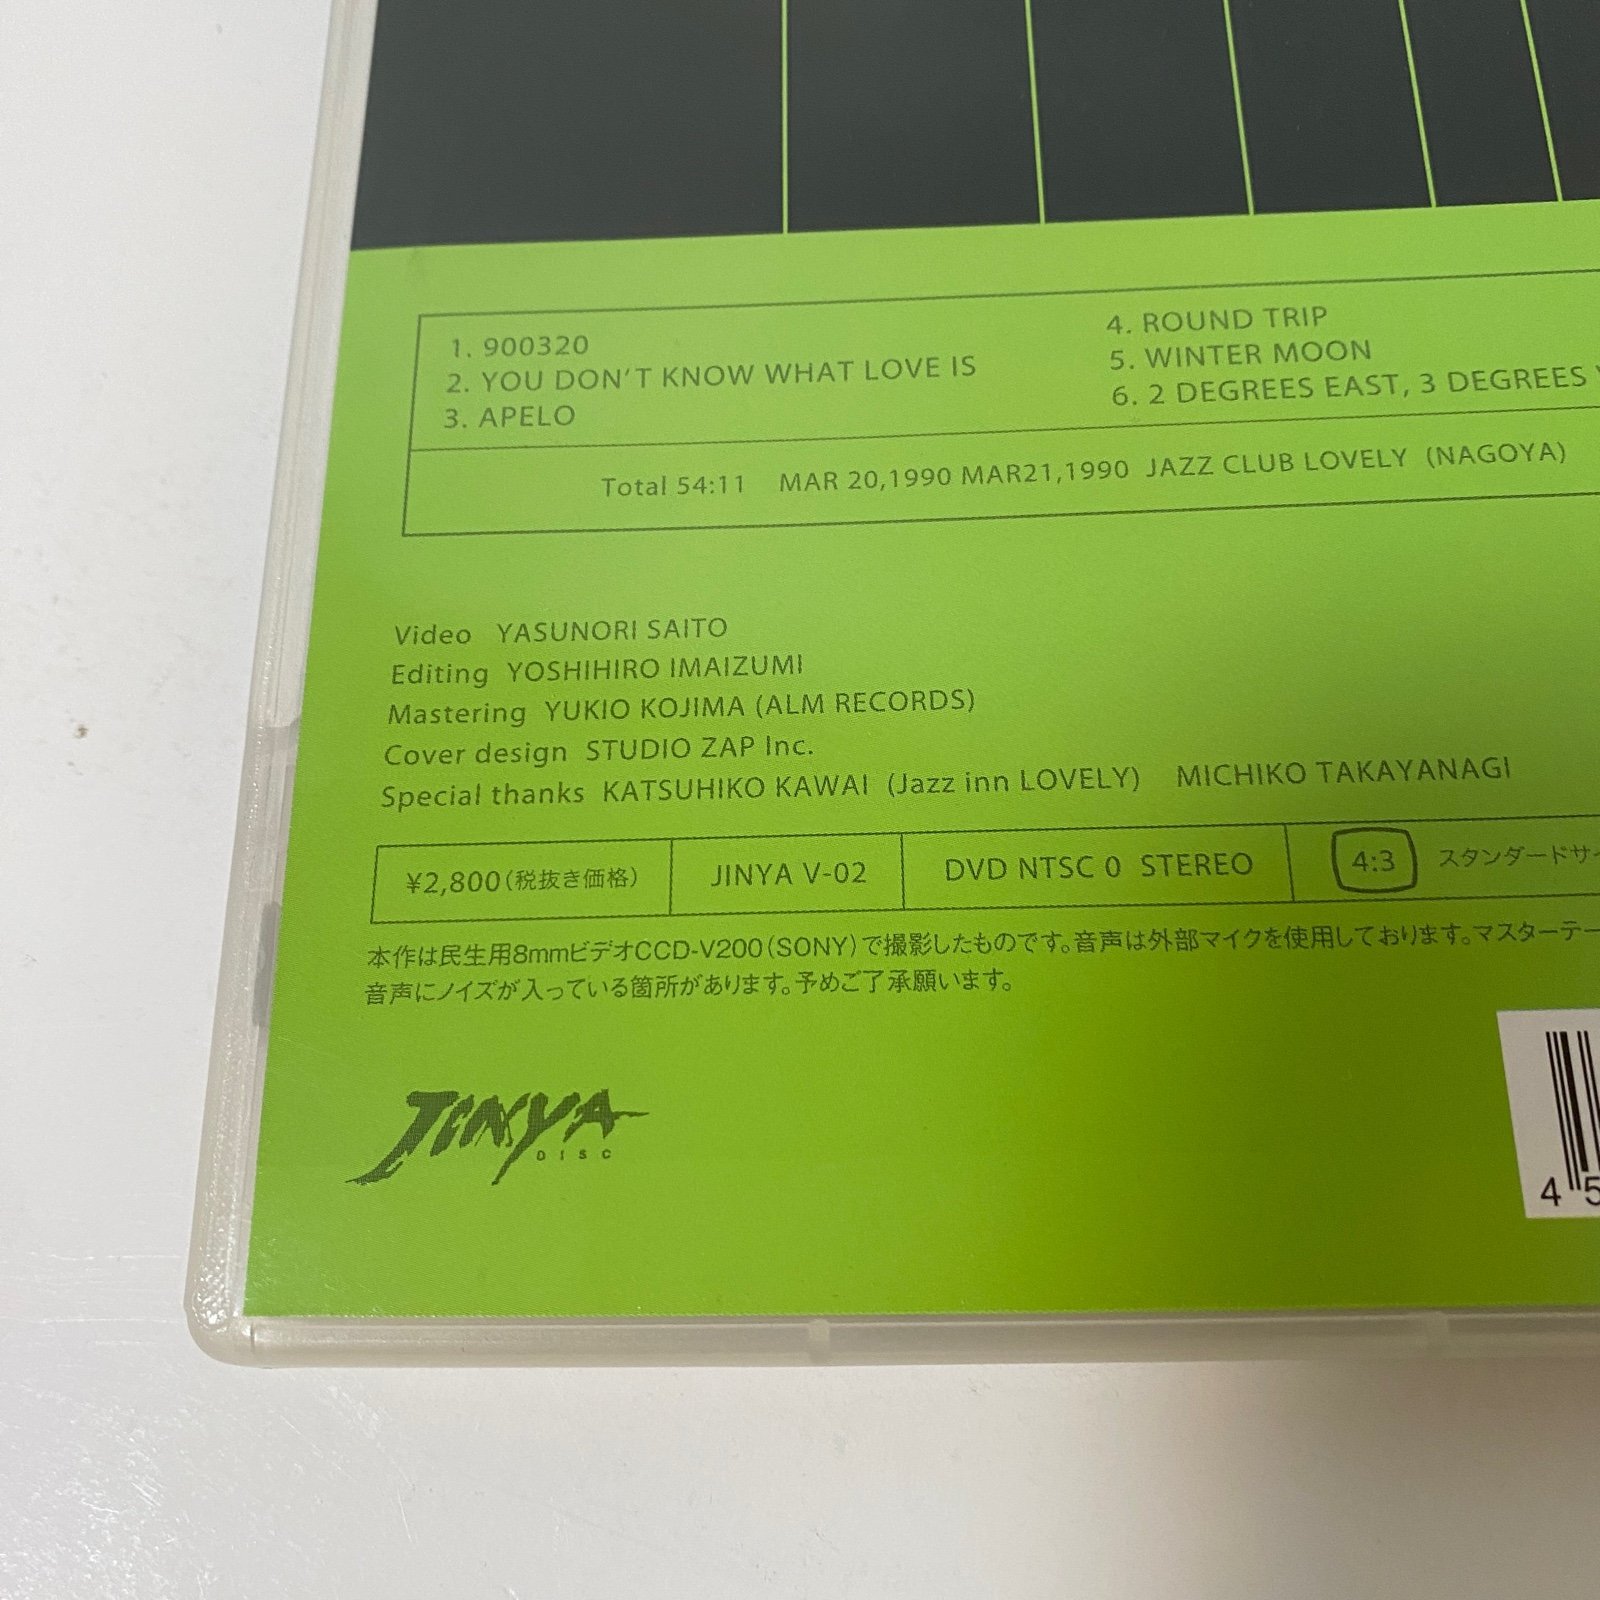 1. 900320
2. YOU DON'T KNOW WHAT LOVE IS
3. APELO
4. ROUND TRIP
5. WINTER MOON
6. 2 DEGREES EAST, 3 DEGREES
Total 54:11 MAR 20,1990 MAR21,1990 JAZZ CLUB LOVELY (NAGOYA)
Video YASUNORI SAITO
Editing YOSHIHIRO IMAIZUMI
Mastering YUKIO KOJIMA (ALM RECORDS)
Cover design STUDIO ZAP Inc.
Special thanks KATSUHIKO KAWAI (Jazz inn LOVELY) MICHIKO TAKAYANAGI
¥2,800(税抜き価格) JINYA V-02 DVD NTSC 0 STEREO 4:3 スタンダードサ
本作は民生用8mmビデオCCD-V200(SONY)で撮影したものです。音声は外部マイクを使用しております。マスターテー
音声にノイズが入っている箇所があります。予めご了承願います。
JINYA
DISC
4 5